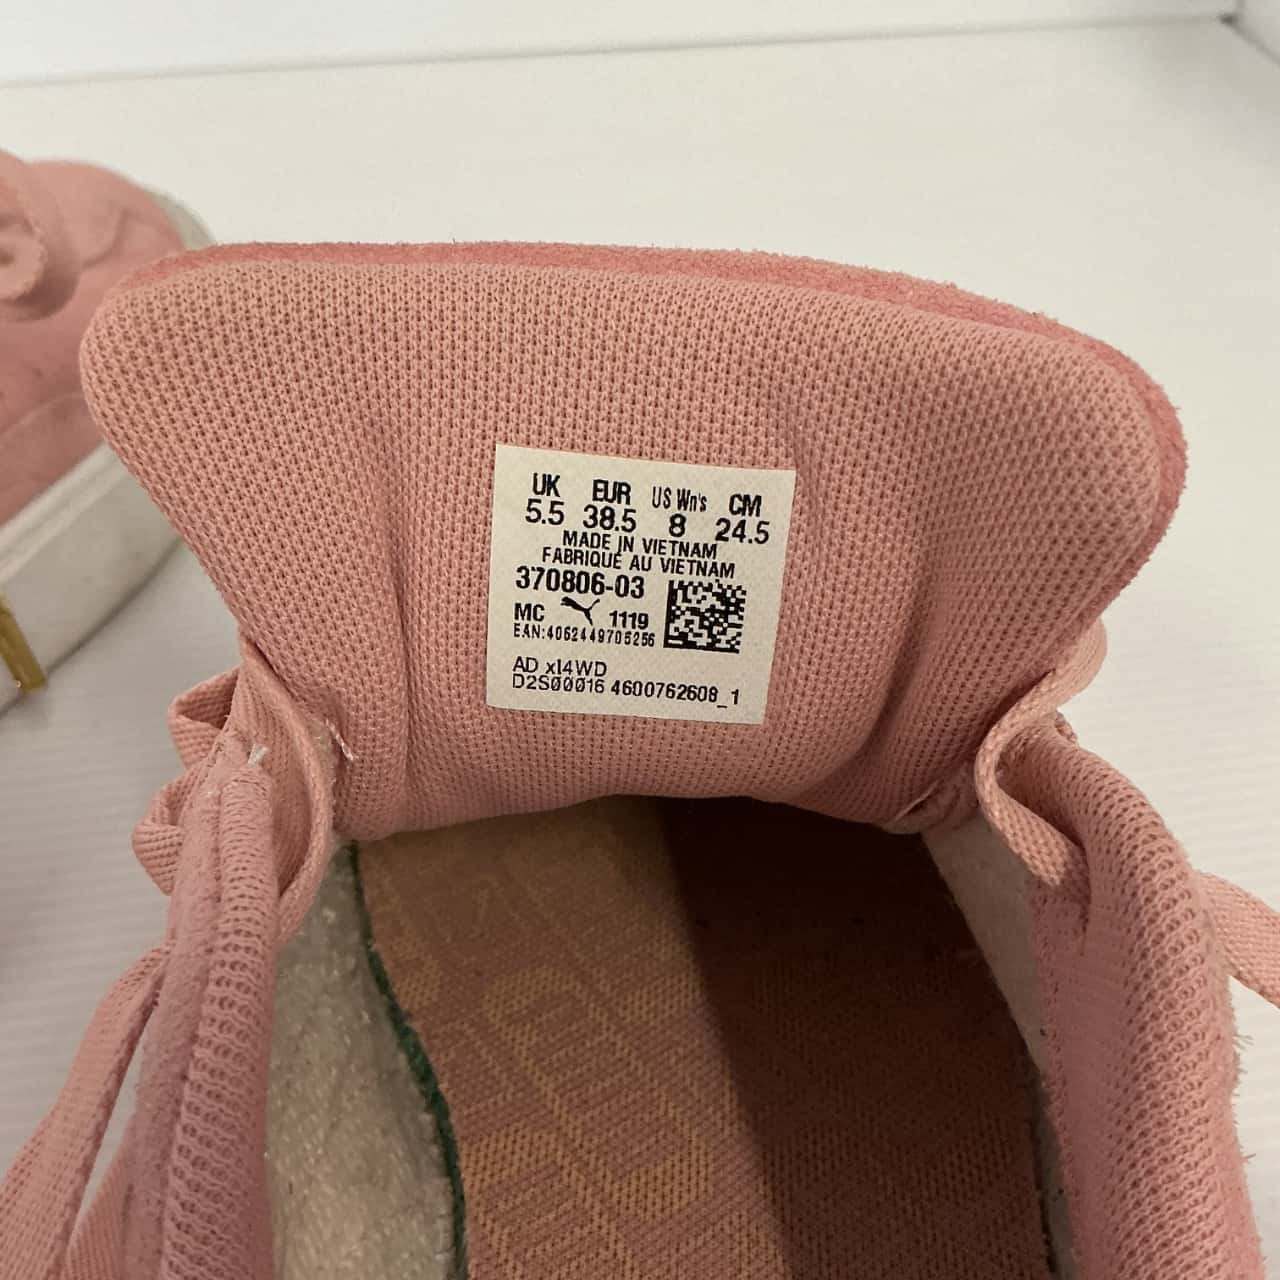 UK EUR US Wn's CM
5.5 38.5 8 24.5
MADE IN VIETNAM
FABRIQUÉ AU VIETNAM
370806-03
MC 1119
EAN:4062449705256
AD xI4WD
D2S00016 4600762608_1